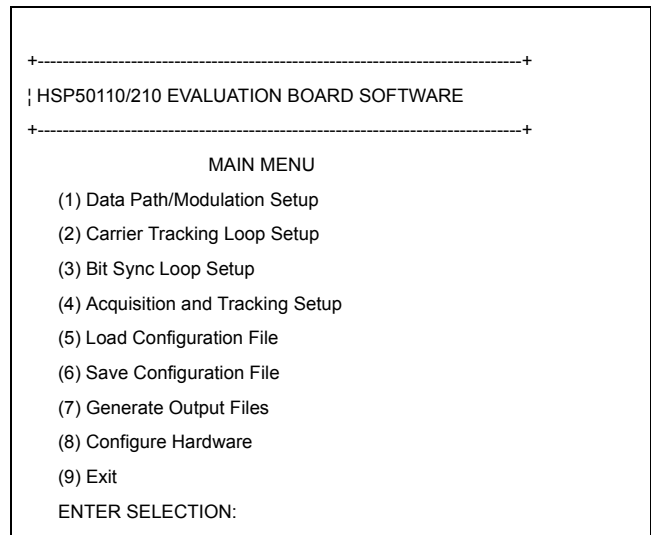 +------------------------------------------------------------------------------+
¦ HSP50110/210 EVALUATION BOARD SOFTWARE
+------------------------------------------------------------------------------+
MAIN MENU
(1) Data Path/Modulation Setup
(2) Carrier Tracking Loop Setup
(3) Bit Sync Loop Setup
(4) Acquisition and Tracking Setup
(5) Load Configuration File
(6) Save Configuration File
(7) Generate Output Files
(8) Configure Hardware
(9) Exit
ENTER SELECTION: